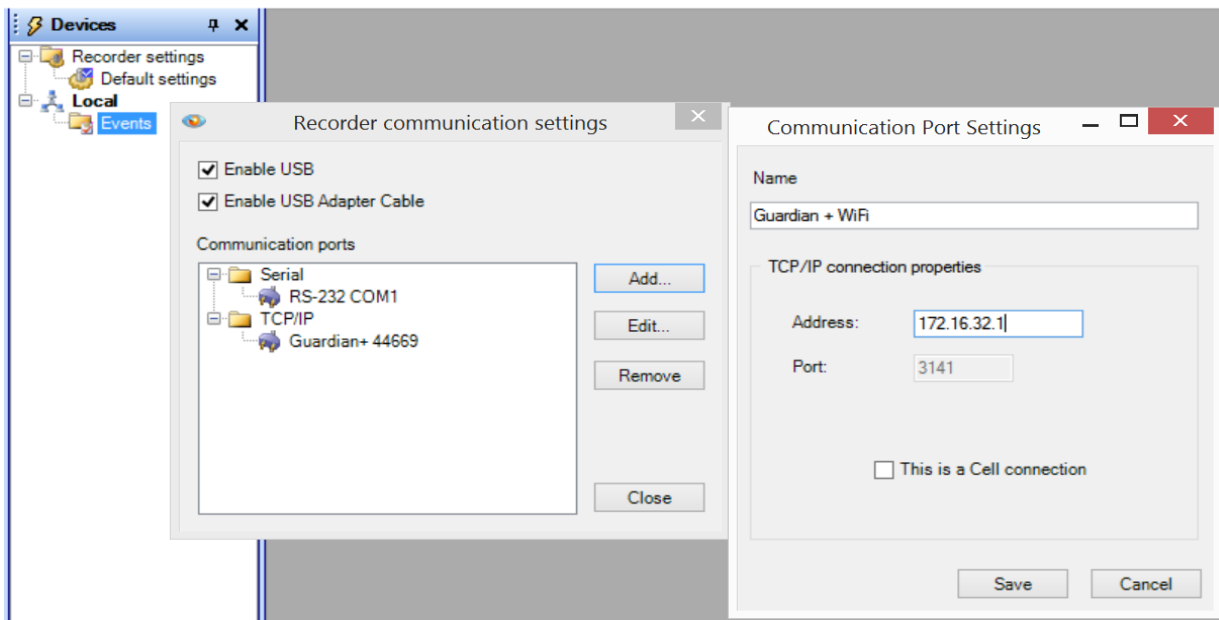 Devices
Recorder settings
Default settings
Local
Events
Recorder communication settings
Enable USB
Enable USB Adapter Cable
Communication ports
Serial
RS-232 COM1
TCP/IP
Guardian+ 44669
Add...
Edit...
Remove
Close
Communication Port Settings
Name
Guardian + WiFi
TCP/IP connection properties
Address:
172.16.32.1
Port:
3141
This is a Cell connection
Save
Cancel